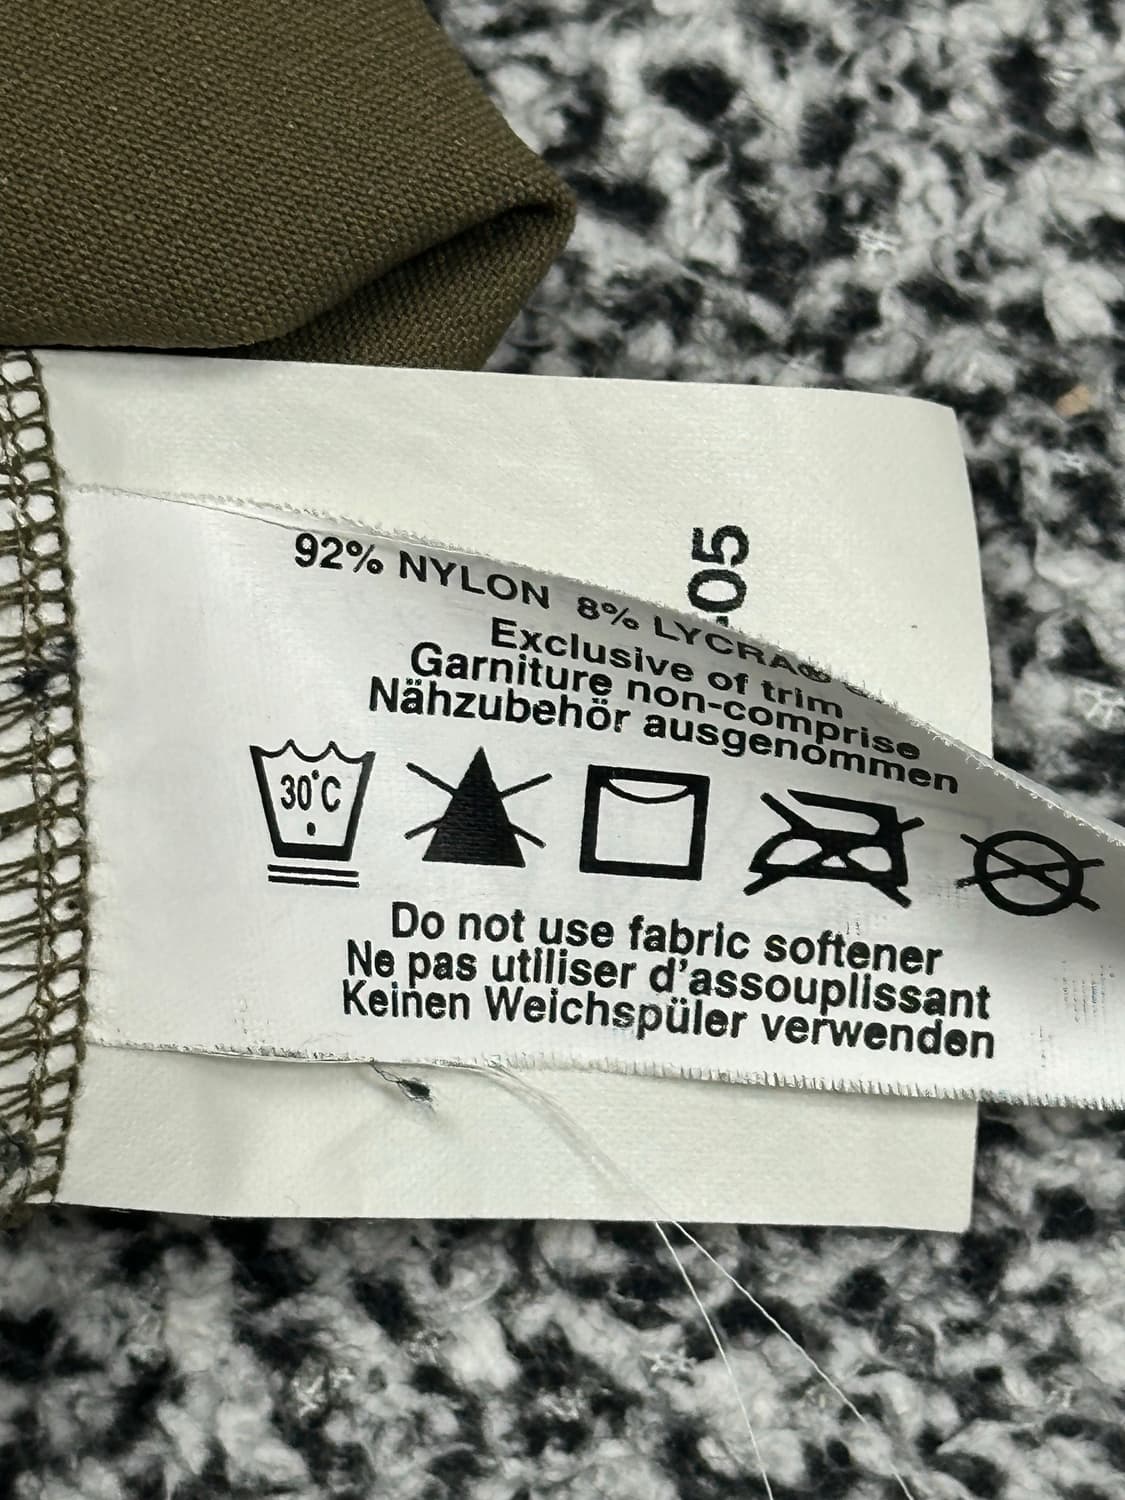 05
92% NYLON 8% LYCRA®
Exclusive of trim
Garniture non-comprise
Nähzubehör ausgenommen
30°C
Do not use fabric softener
Ne pas utiliser d'assouplissant
Keinen Weichspüler verwenden